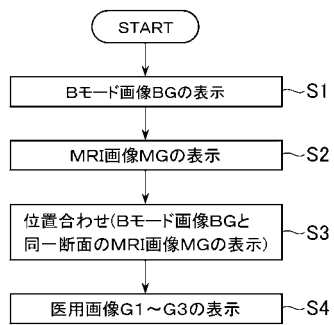 START
Bモード画像BGの表示
S1
MRI画像MGの表示
S2
位置合わせ(Bモード画像BGと
同一断面のMRI画像MGの表示)
S3
医用画像G1～G3の表示
S4